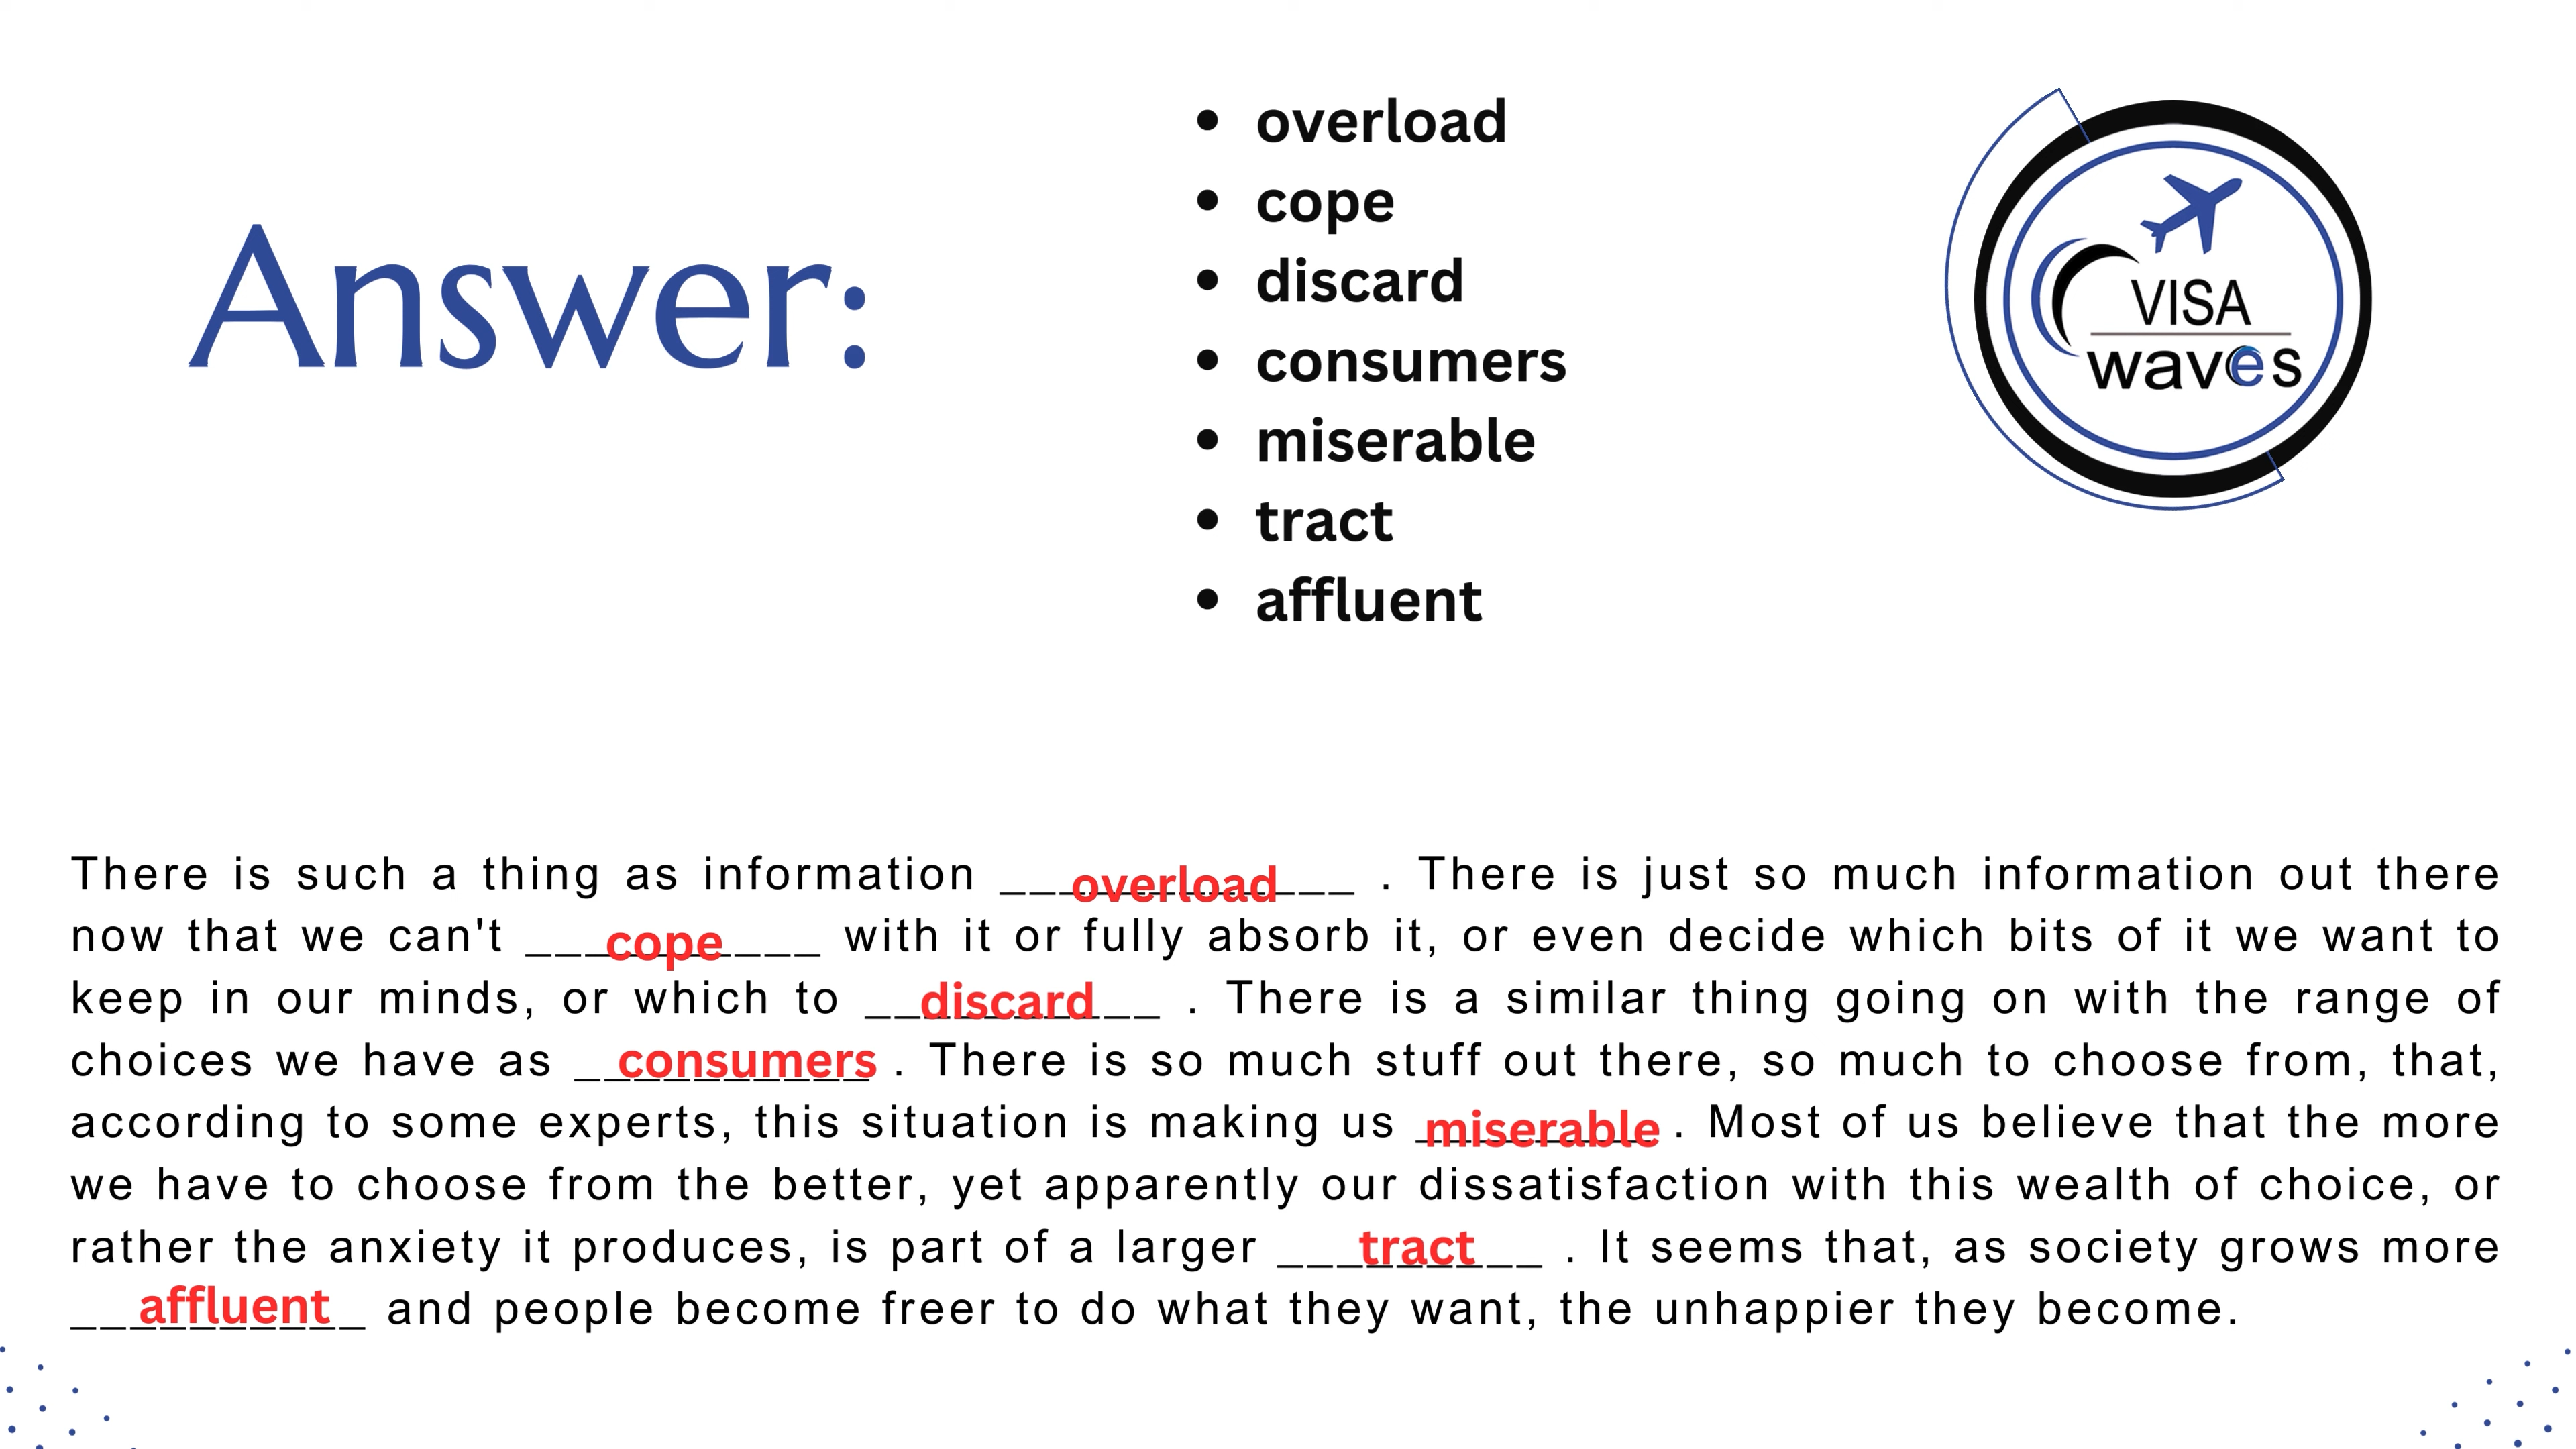 Answer:
• overload
• cope
• discard
• consumers
• miserable
• tract
• affluent
VISA
waves
There is such a thing as information __overload__ . There is just so much information out there
now that we can't __cope__ with it or fully absorb it, or even decide which bits of it we want to
keep in our minds, or which to __discard__ . There is a similar thing going on with the range of
choices we have as _consumers . There is so much stuff out there, so much to choose from, that,
according to some experts, this situation is making us miserable . Most of us believe that the more
we have to choose from the better, yet apparently our dissatisfaction with this wealth of choice, or
rather the anxiety it produces, is part of a larger __tract__ . It seems that, as society grows more
__affluent_ and people become freer to do what they want, the unhappier they become.